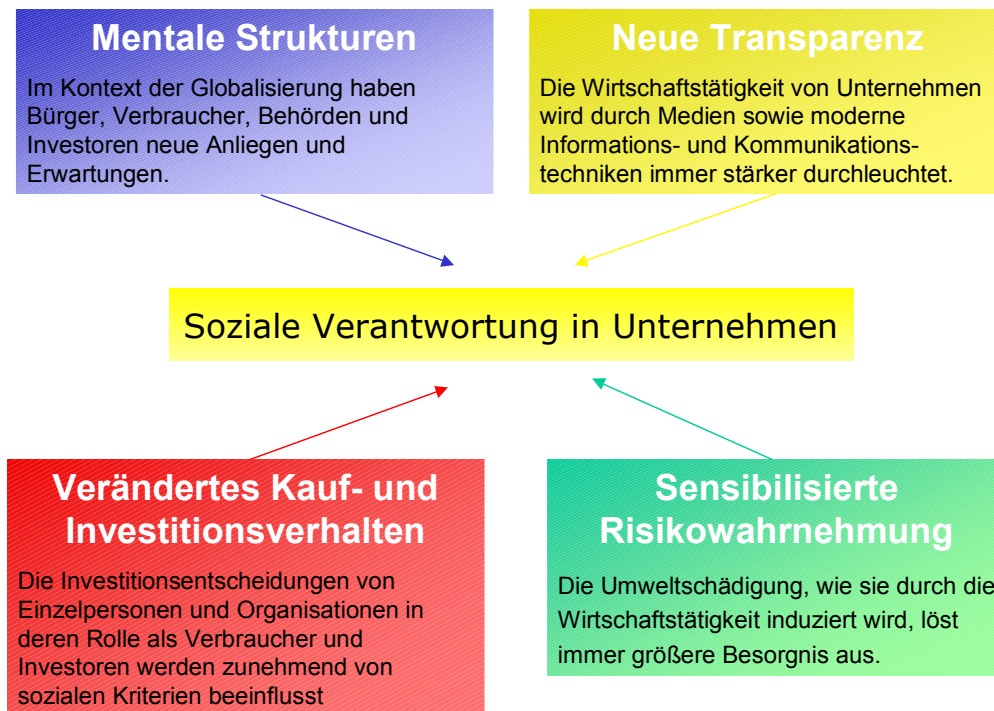 Mentale Strukturen
Im Kontext der Globalisierung haben
Bürger, Verbraucher, Behörden und
Investoren neue Anliegen und
Erwartungen.
Neue Transparenz
Die Wirtschaftstätigkeit von Unternehmen
wird durch Medien sowie moderne
Informations- und Kommunikations-
techniken immer stärker durchleuchtet.
Soziale Verantwortung in Unternehmen
Verändertes Kauf- und
Investitionsverhalten
Die Investitionsentscheidungen von
Einzelpersonen und Organisationen in
deren Rolle als Verbraucher und
Investoren werden zunehmend von
sozialen Kriterien beeinflusst
Sensibilisierte
Risikowahrnehmung
Die Umweltschädigung, wie sie durch die
Wirtschaftstätigkeit induziert wird, löst
immer größere Besorgnis aus.